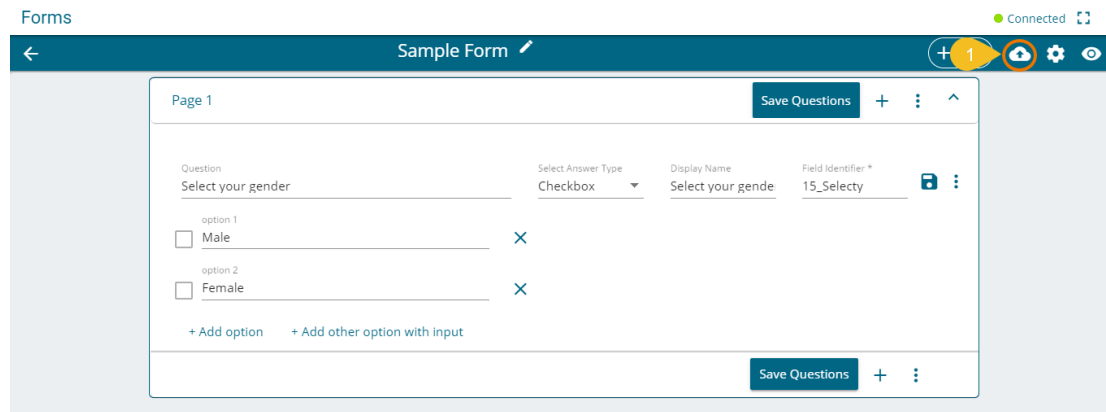 Forms
Connected
Sample Form
+ 1
Page 1
Save Questions +
Question
Select Answer Type
Display Name
Field Identifier *
Select your gender
Checkbox
Select your gende
15_Selecty
option 1
Male
option 2
Female
+ Add option
+ Add other option with input
Save Questions +